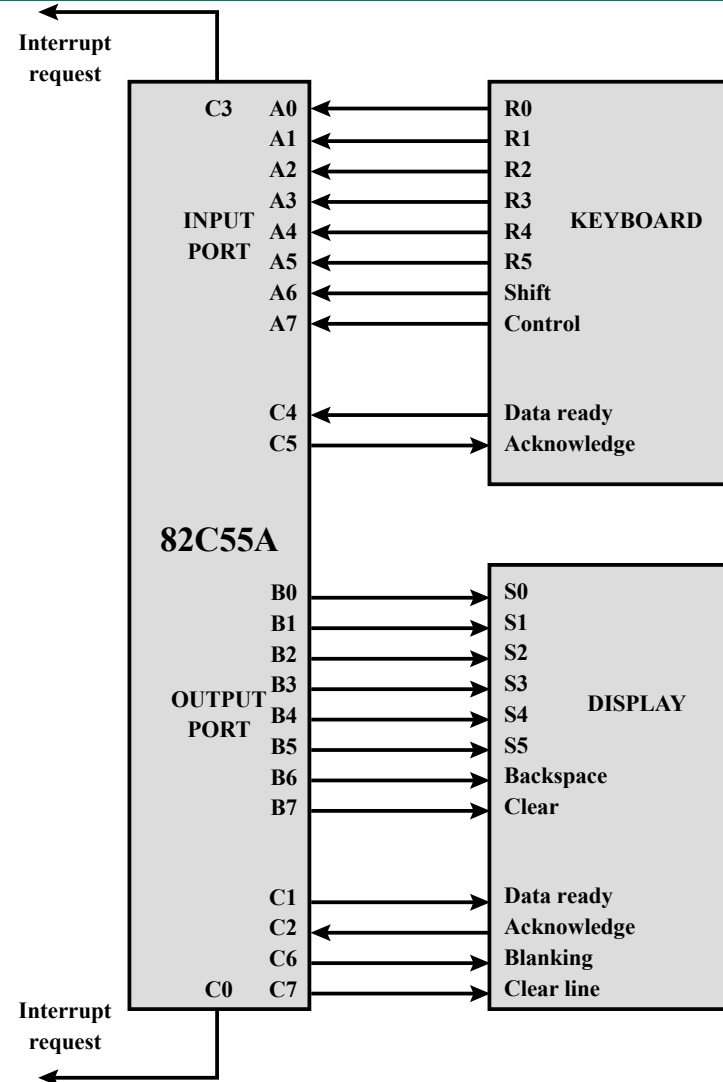 Interrupt
request
C3 A0 R0
A1 R1
A2 R2
A3 R3
INPUT
PORT
A4 R4
KEYBOARD
A5 R5
A6 Shift
A7 Control
C4 Data ready
C5 Acknowledge
82C55A
B0 S0
B1 S1
B2 S2
B3 S3
OUTPUT
PORT
B4 S4
DISPLAY
B5 S5
B6 Backspace
B7 Clear
C1 Data ready
C2 Acknowledge
C6 Blanking
C0 C7 Clear line
Interrupt
request